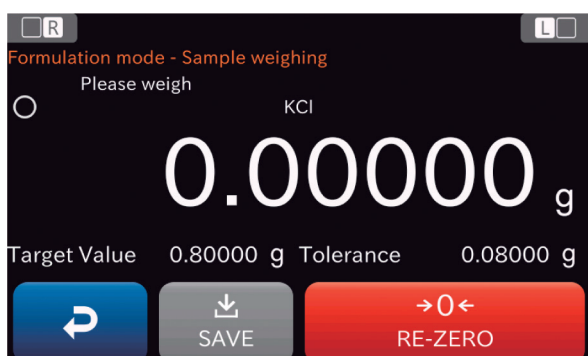 R L
Formulation mode - Sample weighing
Please weigh
KCl
0.00000 g
Target Value 0.80000 g Tolerance 0.08000 g
→0←
SAVE RE-ZERO